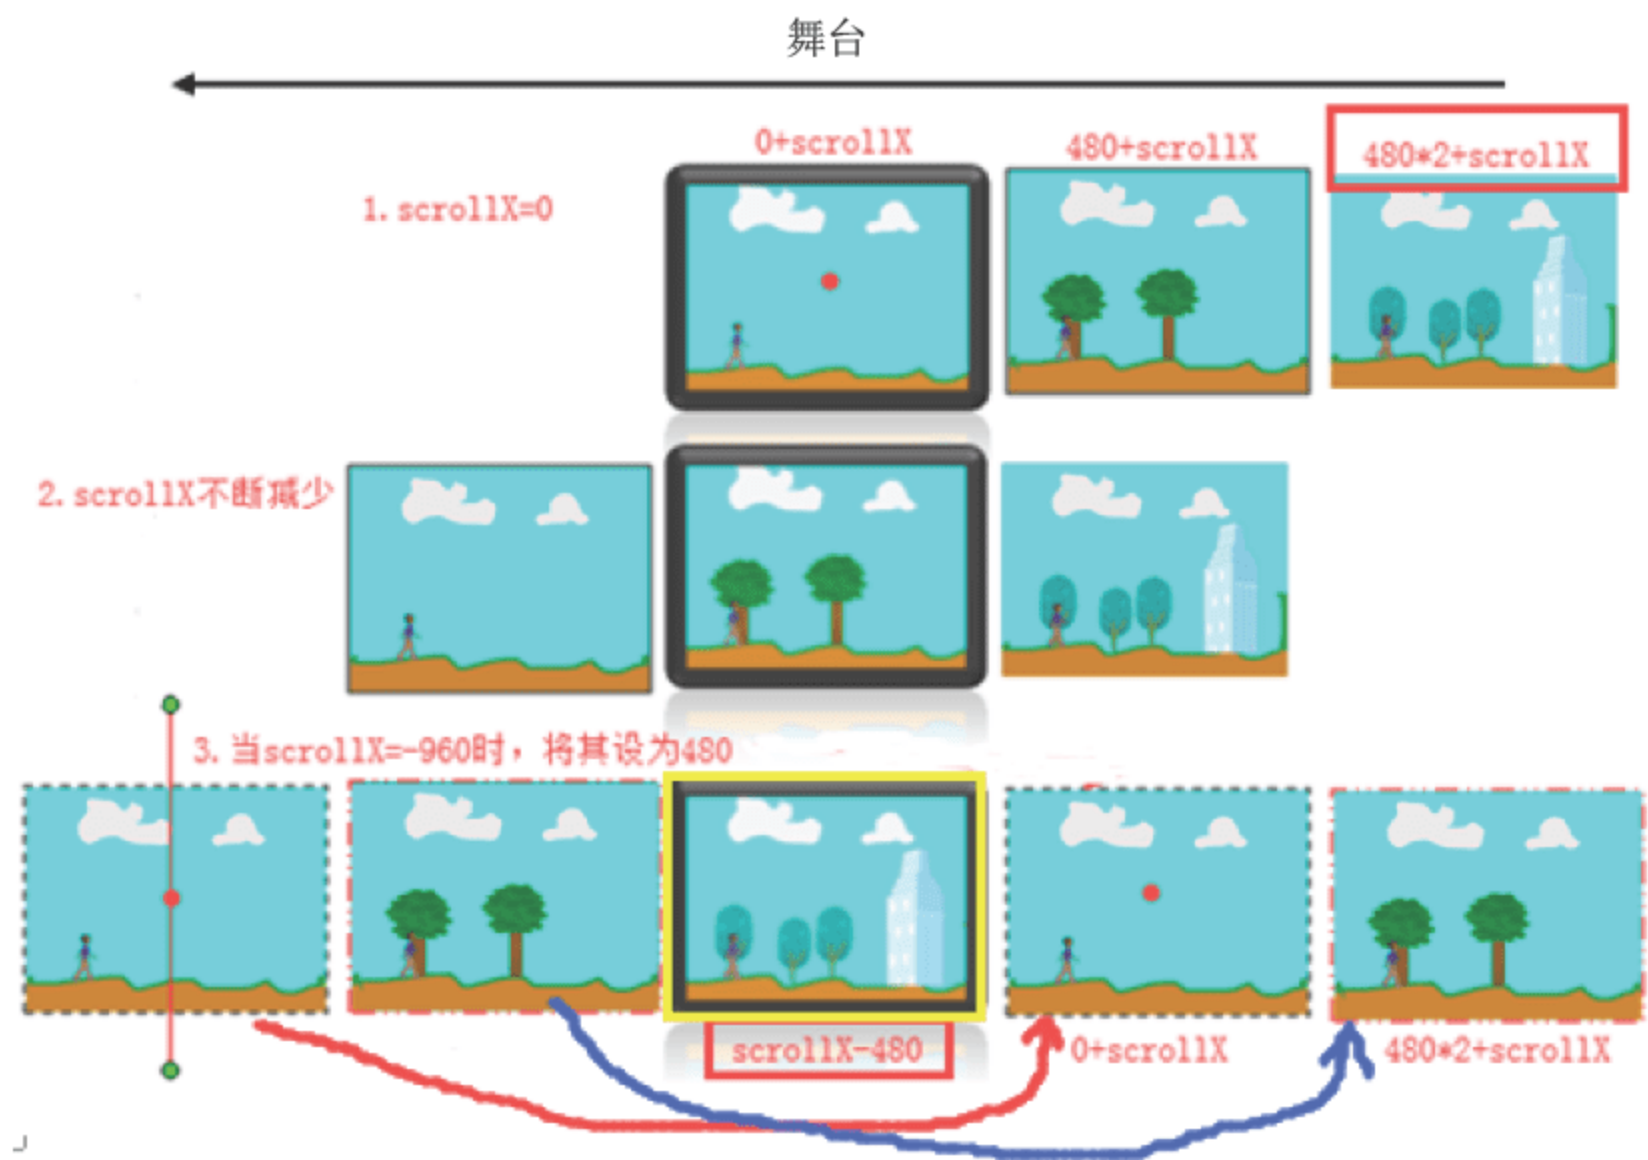 舞台
0+scrollX
480+scrollX
480*2+scrollX
1.scrollX=0
2.scrollX不断减少
3.当scrollX=-960时，将其设为480
scrollX-480
0+scrollX
480*2+scrollX